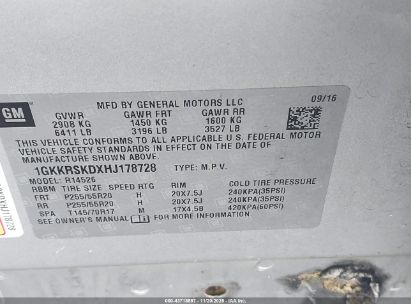 GM
MFD BY GENERAL MOTORS LLC
09/16
GVWR GAWR FRT GAWR RR
2908 KG 1450 KG 1600 KG
6411 LB 3196 LB 3527 LB
THIS VEHICLE CONFORMS TO ALL APPLICABLE U.S. FEDERAL MOTOR
VEHICLE SAFETY, BUMPER, AND THEFT PREVENTION STANDARDS
IN EFFECT ON THE DATE OF
MANUFACTURE SHOWN ABOVE.
1GKKRSKDXHJ178728 TYPE: M.P.V.
MODEL: R14526
RBBM TIRE SIZE SPEED RTG RIM COLD TIRE PRESSURE
FRT P255/55R20 H 20X7.5J 240KPA(35PSI)
RR P255/55R20 H 20X7.5J 240KPA(35PSI)
SPA T145/70R17 M 17X4.5B 420KPA(60PSI)
SEE OWNER'S MANUAL FOR MORE INFORMATION.